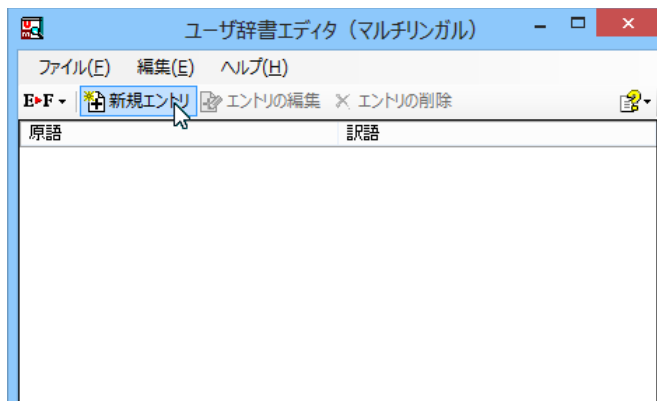 ユーザ辞書エディタ（マルチリンガル）
ファイル(F) 編集(E) ヘルプ(H)
E▸F 新規エントリ エントリの編集 エントリの削除
原語 訳語